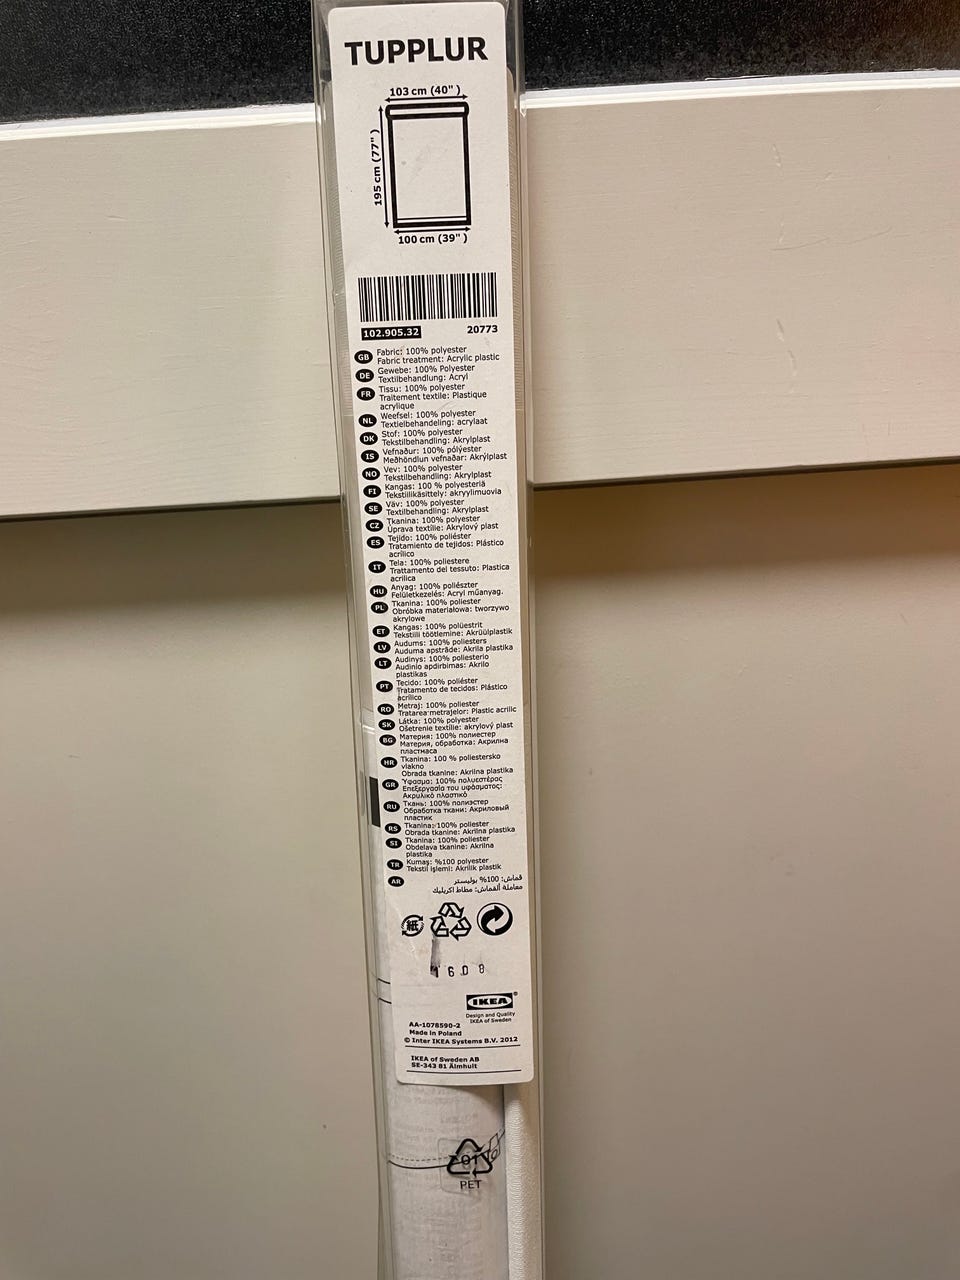 TUPPLUR
103 cm (40")
195 cm (77")
100 cm (39")
102.905.32 20773
GB Fabric: 100% polyester
Fabric treatment: Acrylic plastic
DE Gewebe: 100% Polyester
Textilbehandlung: Acryl
FR Tissu: 100% polyester
Traitement textile: Plastique
acrylique
NL Weefsel: 100% polyester
Textielbehandeling: acrylaat
DK Stof: 100% polyester
Tekstilbehandling: Akrylplast
IS Vefnaður: 100% pólýester
Meðhöndlun vefnaðar: Akrýlplast
NO Vev: 100% polyester
Tekstilbehandling: Akrylplast
FI Kangas: 100 % polyesteriä
Tekstiilikäsittely: akryylimuovia
SE Väv: 100% polyester
Textilbehandling: Akrylplast
CZ Tkanina: 100% polyester
Úprava textilie: Akrylový plast
ES Tejido: 100% poliéster
Tratamiento de tejidos: Plástico
acrílico
IT Tela: 100% poliestere
Trattamento del tessuto: Plastica
acrilica
HU Anyag: 100% poliészter
Felületkezelés: Acryl műanyag.
PL Tkanina: 100% poliester
Obróbka materiałowa: tworzywo
akrylowe
ET Kangas: 100% polüestrit
Tekstiili töötlemine: Akrüülplastik
LV Audums: 100% poliesters
Auduma apstrāde: Akrila plastika
LT Audinys: 100% poliesterio
Audinio apdirbimas: Akrilo
plastikas
PT Tecido: 100% poliéster
Tratamento de tecidos: Plástico
acrílico
RO Metraj: 100% poliester
Tratarea metrajelor: Plastic acrilic
SK Látka: 100% polyester
Ošetrenie textílie: akrylový plast
BG Материя: 100% полиестер
Материя, обработка: Акрилна
пластмаса
HR Tkanina: 100 % poliestersko
vlakno
Obrada tkanine: Akrilna plastika
GR Ύφασμα: 100% πολυεστέρας
Επεξεργασία του υφάσματος:
Ακρυλικό πλαστικό
RU Ткань: 100% полиэстер
Обработка ткани: Акриловый
пластик
RS Tkanina: 100% poliester
Obrada tkanine: Akrilna plastika
SI Tkanina: 100% poliester
Obdelava tkanine: Akrilna
plastika
TR Kumaş: %100 polyester
Tekstil işlemi: Akrilik plastik
AR قماش: 100% بوليستر
معاملة ألقماش: مطاط اكريليك
紙
1608
IKEA®
Design and Quality
IKEA of Sweden
AA-1078590-2
Made in Poland
© Inter IKEA Systems B.V. 2012
IKEA of Sweden AB
SE-343 81 Älmhult
01
PET